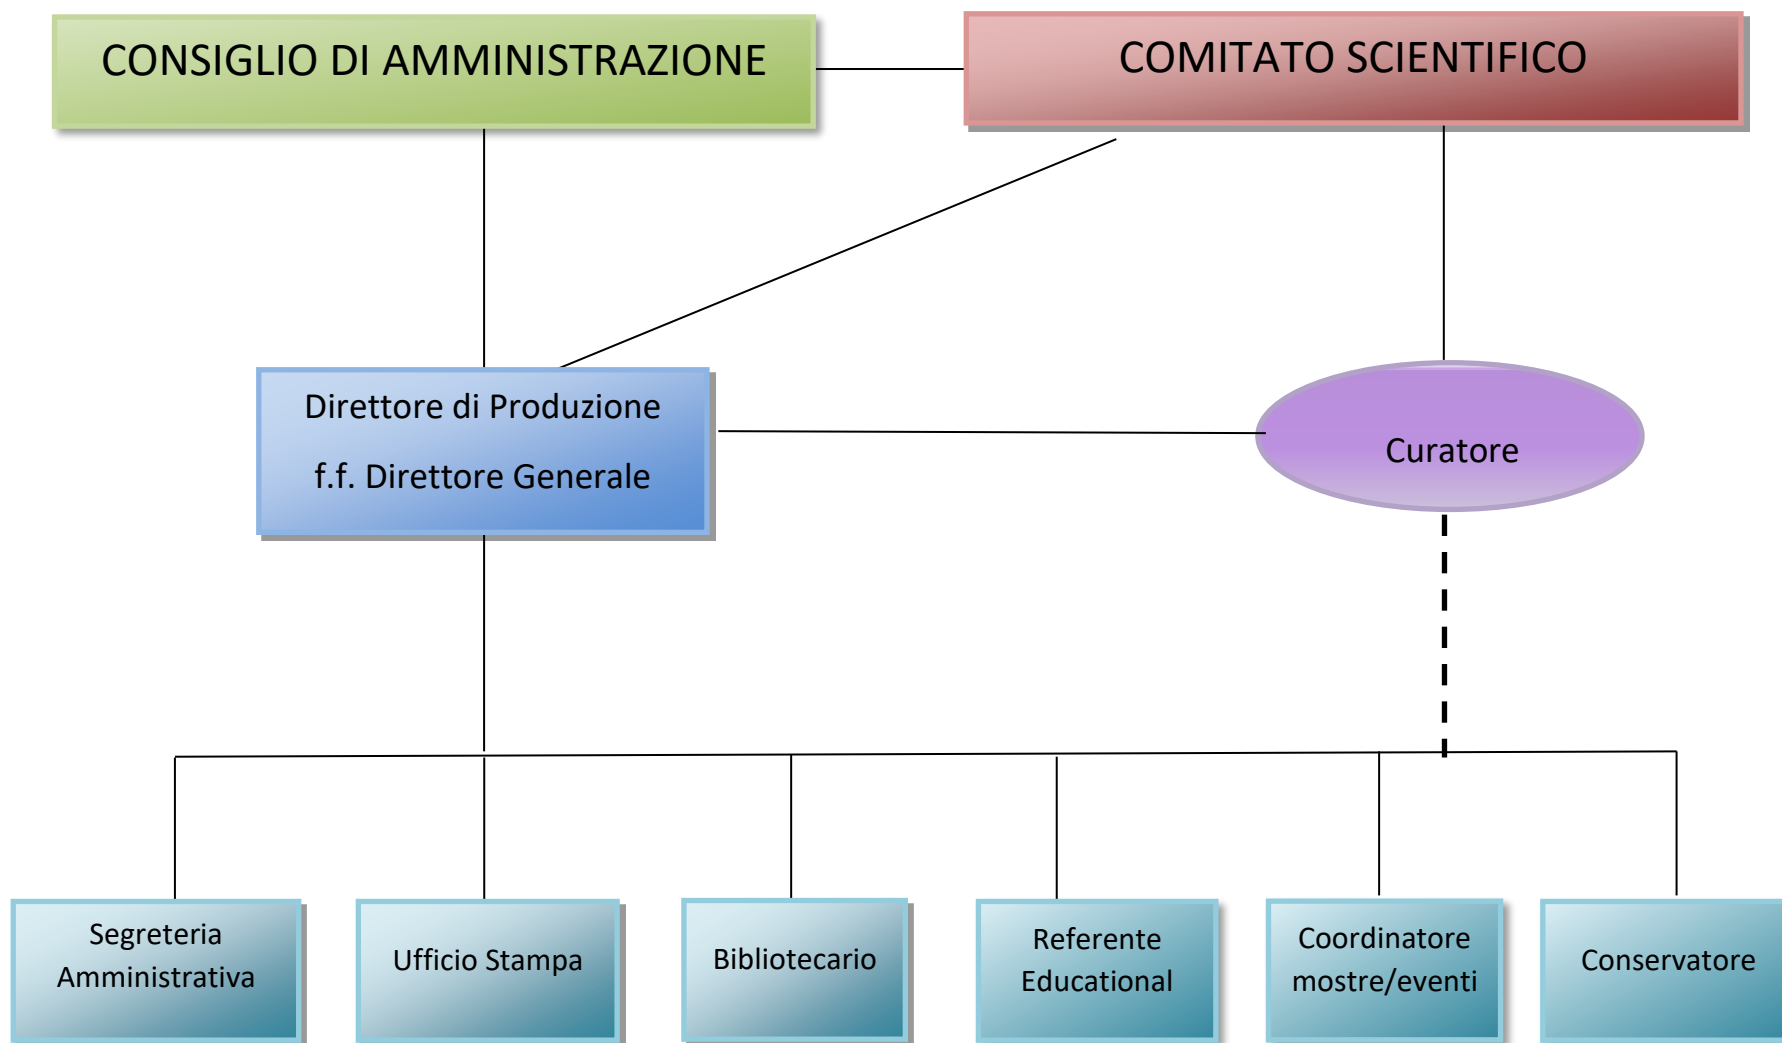 CONSIGLIO DI AMMINISTRAZIONE
COMITATO SCIENTIFICO
Direttore di Produzione
f.f. Direttore Generale
Curatore
Segreteria
Amministrativa
Ufficio Stampa
Bibliotecario
Referente
Educational
Coordinatore
mostre/eventi
Conservatore